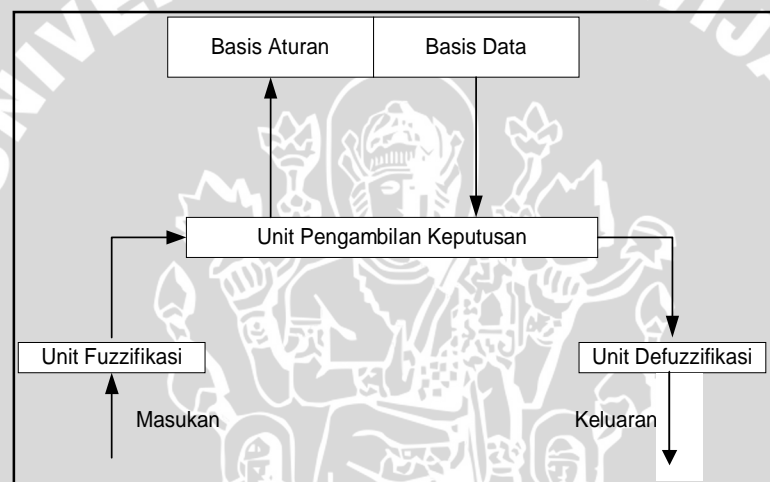 Basis Aturan
Basis Data
Unit Pengambilan Keputusan
Unit Fuzzifikasi
Unit Defuzzifikasi
Masukan
Keluaran